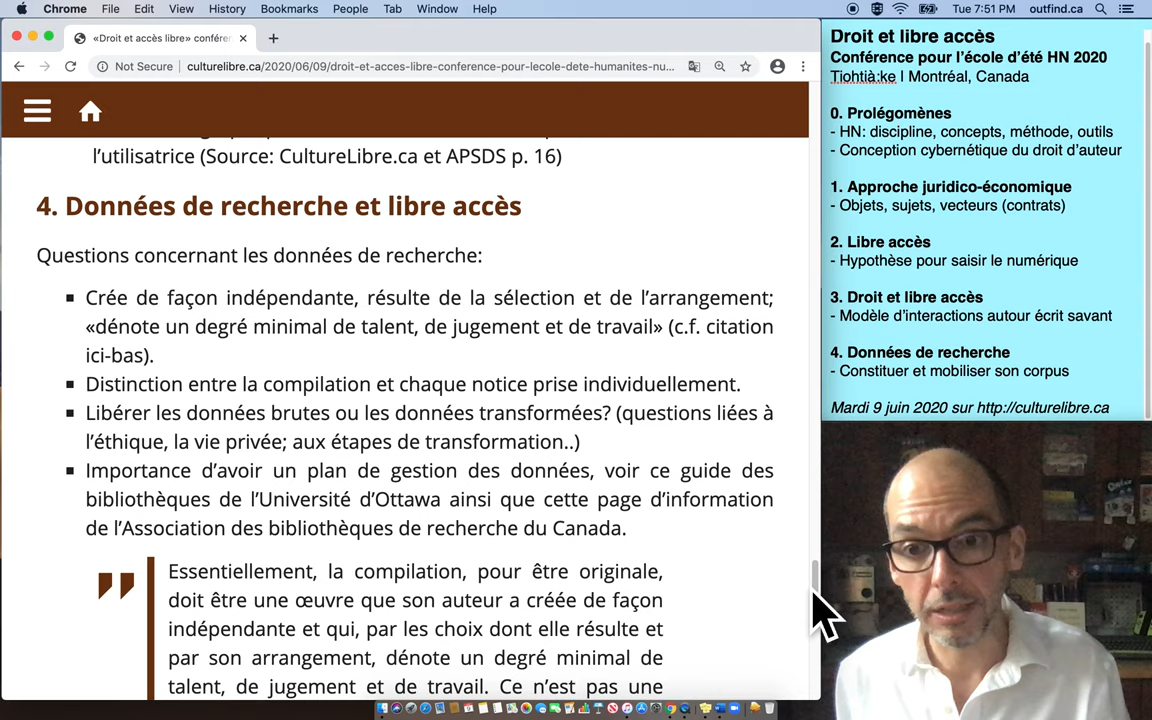 Chrome File Edit View History Bookmarks People Tab Window Help
Tue 7:51 PM outfind.ca
«Droit et accès libre» confére
Not Secure culturelibre.ca/2020/06/09/droit-et-acces-libre-conference-pour-lecole-dete-humanites-nu...
l’utilisatrice (Source: CultureLibre.ca et APSDS p. 16)
4. Données de recherche et libre accès
Questions concernant les données de recherche:
Crée de façon indépendante, résulte de la sélection et de l’arrangement;
«dénote un degré minimal de talent, de jugement et de travail» (c.f. citation
ici-bas).
Distinction entre la compilation et chaque notice prise individuellement.
Libérer les données brutes ou les données transformées? (questions liées à
l’éthique, la vie privée; aux étapes de transformation..)
Importance d’avoir un plan de gestion des données, voir ce guide des
bibliothèques de l’Université d’Ottawa ainsi que cette page d’information
de l’Association des bibliothèques de recherche du Canada.
Essentiellement, la compilation, pour être originale,
doit être une œuvre que son auteur a créée de façon
indépendante et qui, par les choix dont elle résulte et
par son arrangement, dénote un degré minimal de
talent, de jugement et de travail. Ce n’est pas une
Droit et libre accès
Conférence pour l’école d’été HN 2020
Tiohtià:ke I Montréal, Canada
0. Prolégomènes
- HN: discipline, concepts, méthode, outils
- Conception cybernétique du droit d’auteur
1. Approche juridico-économique
- Objets, sujets, vecteurs (contrats)
2. Libre accès
- Hypothèse pour saisir le numérique
3. Droit et libre accès
- Modèle d’interactions autour écrit savant
4. Données de recherche
- Constituer et mobiliser son corpus
Mardi 9 juin 2020 sur http://culturelibre.ca